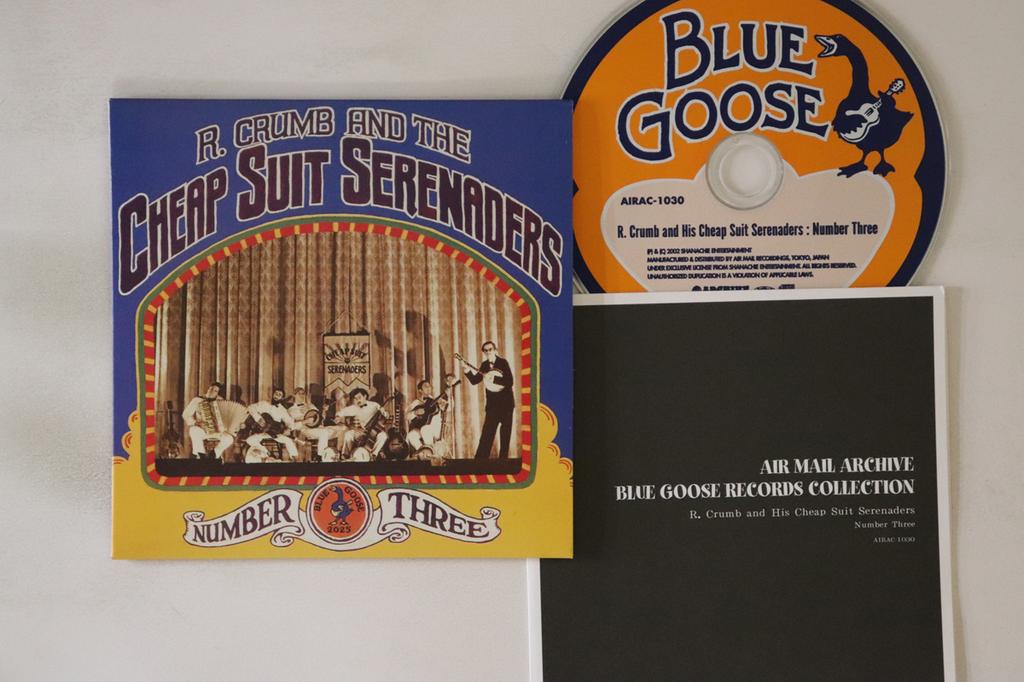 R. CRUMB AND THE
CHEAP SUIT SERENADERS
CHEAP SUIT
SERENADERS
NUMBER
BLUE GOOSE
2025
THREE
BLUE
GOOSE
AIRAC-1030
R. Crumb and His Cheap Suit Serenaders : Number Three
(P) & (C) 2002 SHANACHIE ENTERTAINMENT
MANUFACTURED & DISTRIBUTED BY AIR MAIL RECORDINGS, TOKYO, JAPAN
UNDER EXCLUSIVE LICENSE FROM SHANACHIE ENTERTAINMENT. ALL RIGHTS RESERVED.
UNAUTHORIZED DUPLICATION IS A VIOLATION OF APPLICABLE LAWS.
AIR MAIL ARCHIVE
BLUE GOOSE RECORDS COLLECTION
R. Crumb and His Cheap Suit Serenaders
Number Three
AIRAC-1030